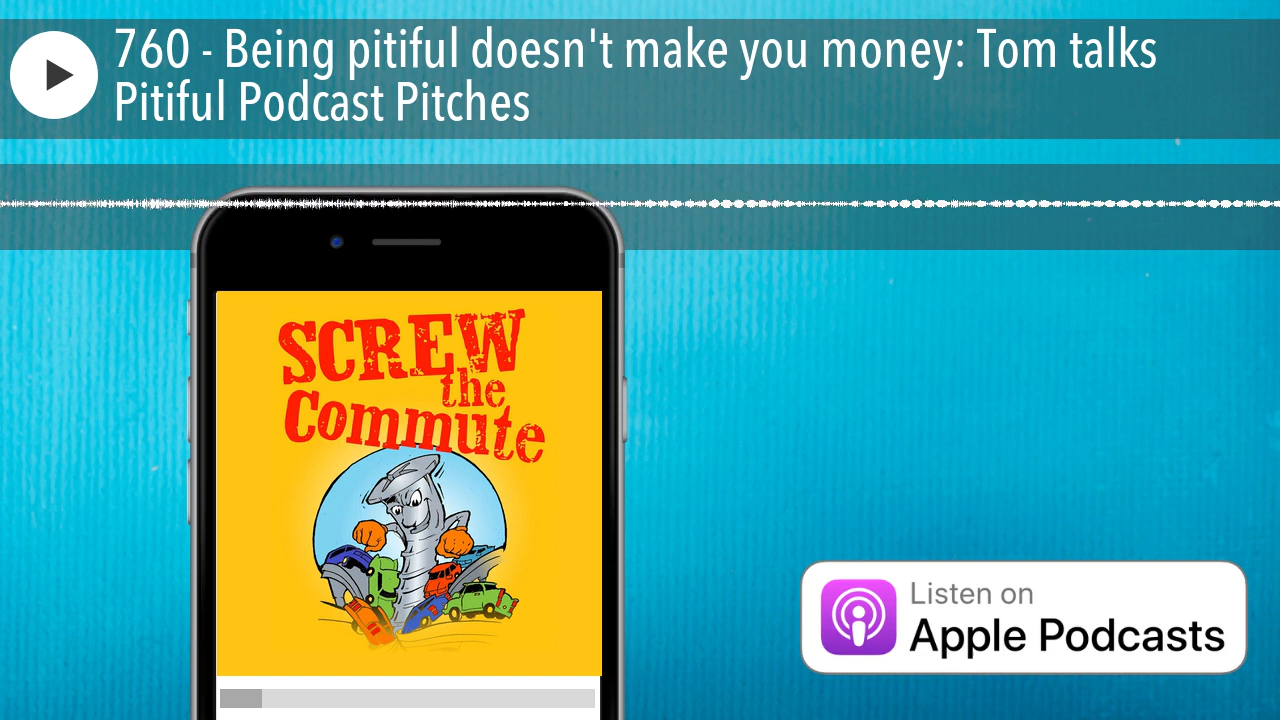 760 - Being pitiful doesn't make you money: Tom talks
Pitiful Podcast Pitches
SCREW
the
Commute
Listen on
Apple Podcasts